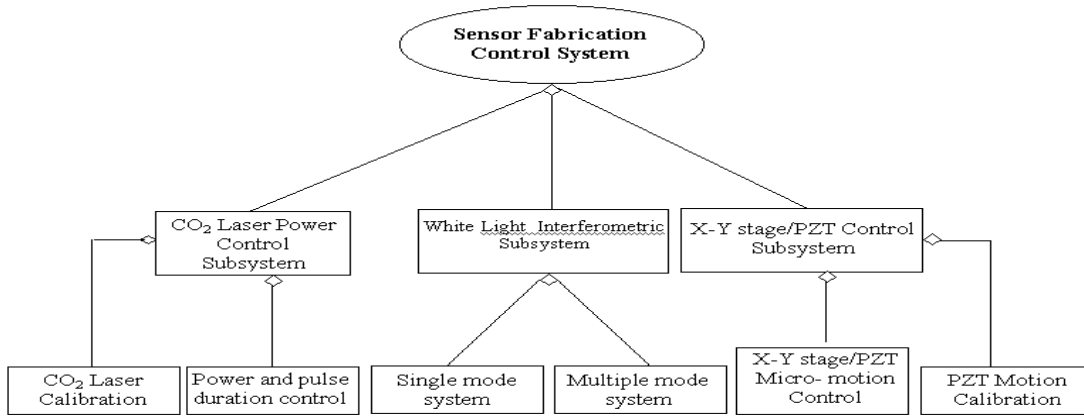 Sensor Fabrication
Control System
CO₂ Laser Power
Control
Subsystem
White Light Interferometric
Subsystem
X-Y stage/PZT Control
Subsystem
CO₂ Laser
Calibration
Power and pulse
duration control
Single mode
system
Multiple mode
system
X-Y stage/PZT
Micro- motion
Control
PZT Motion
Calibration